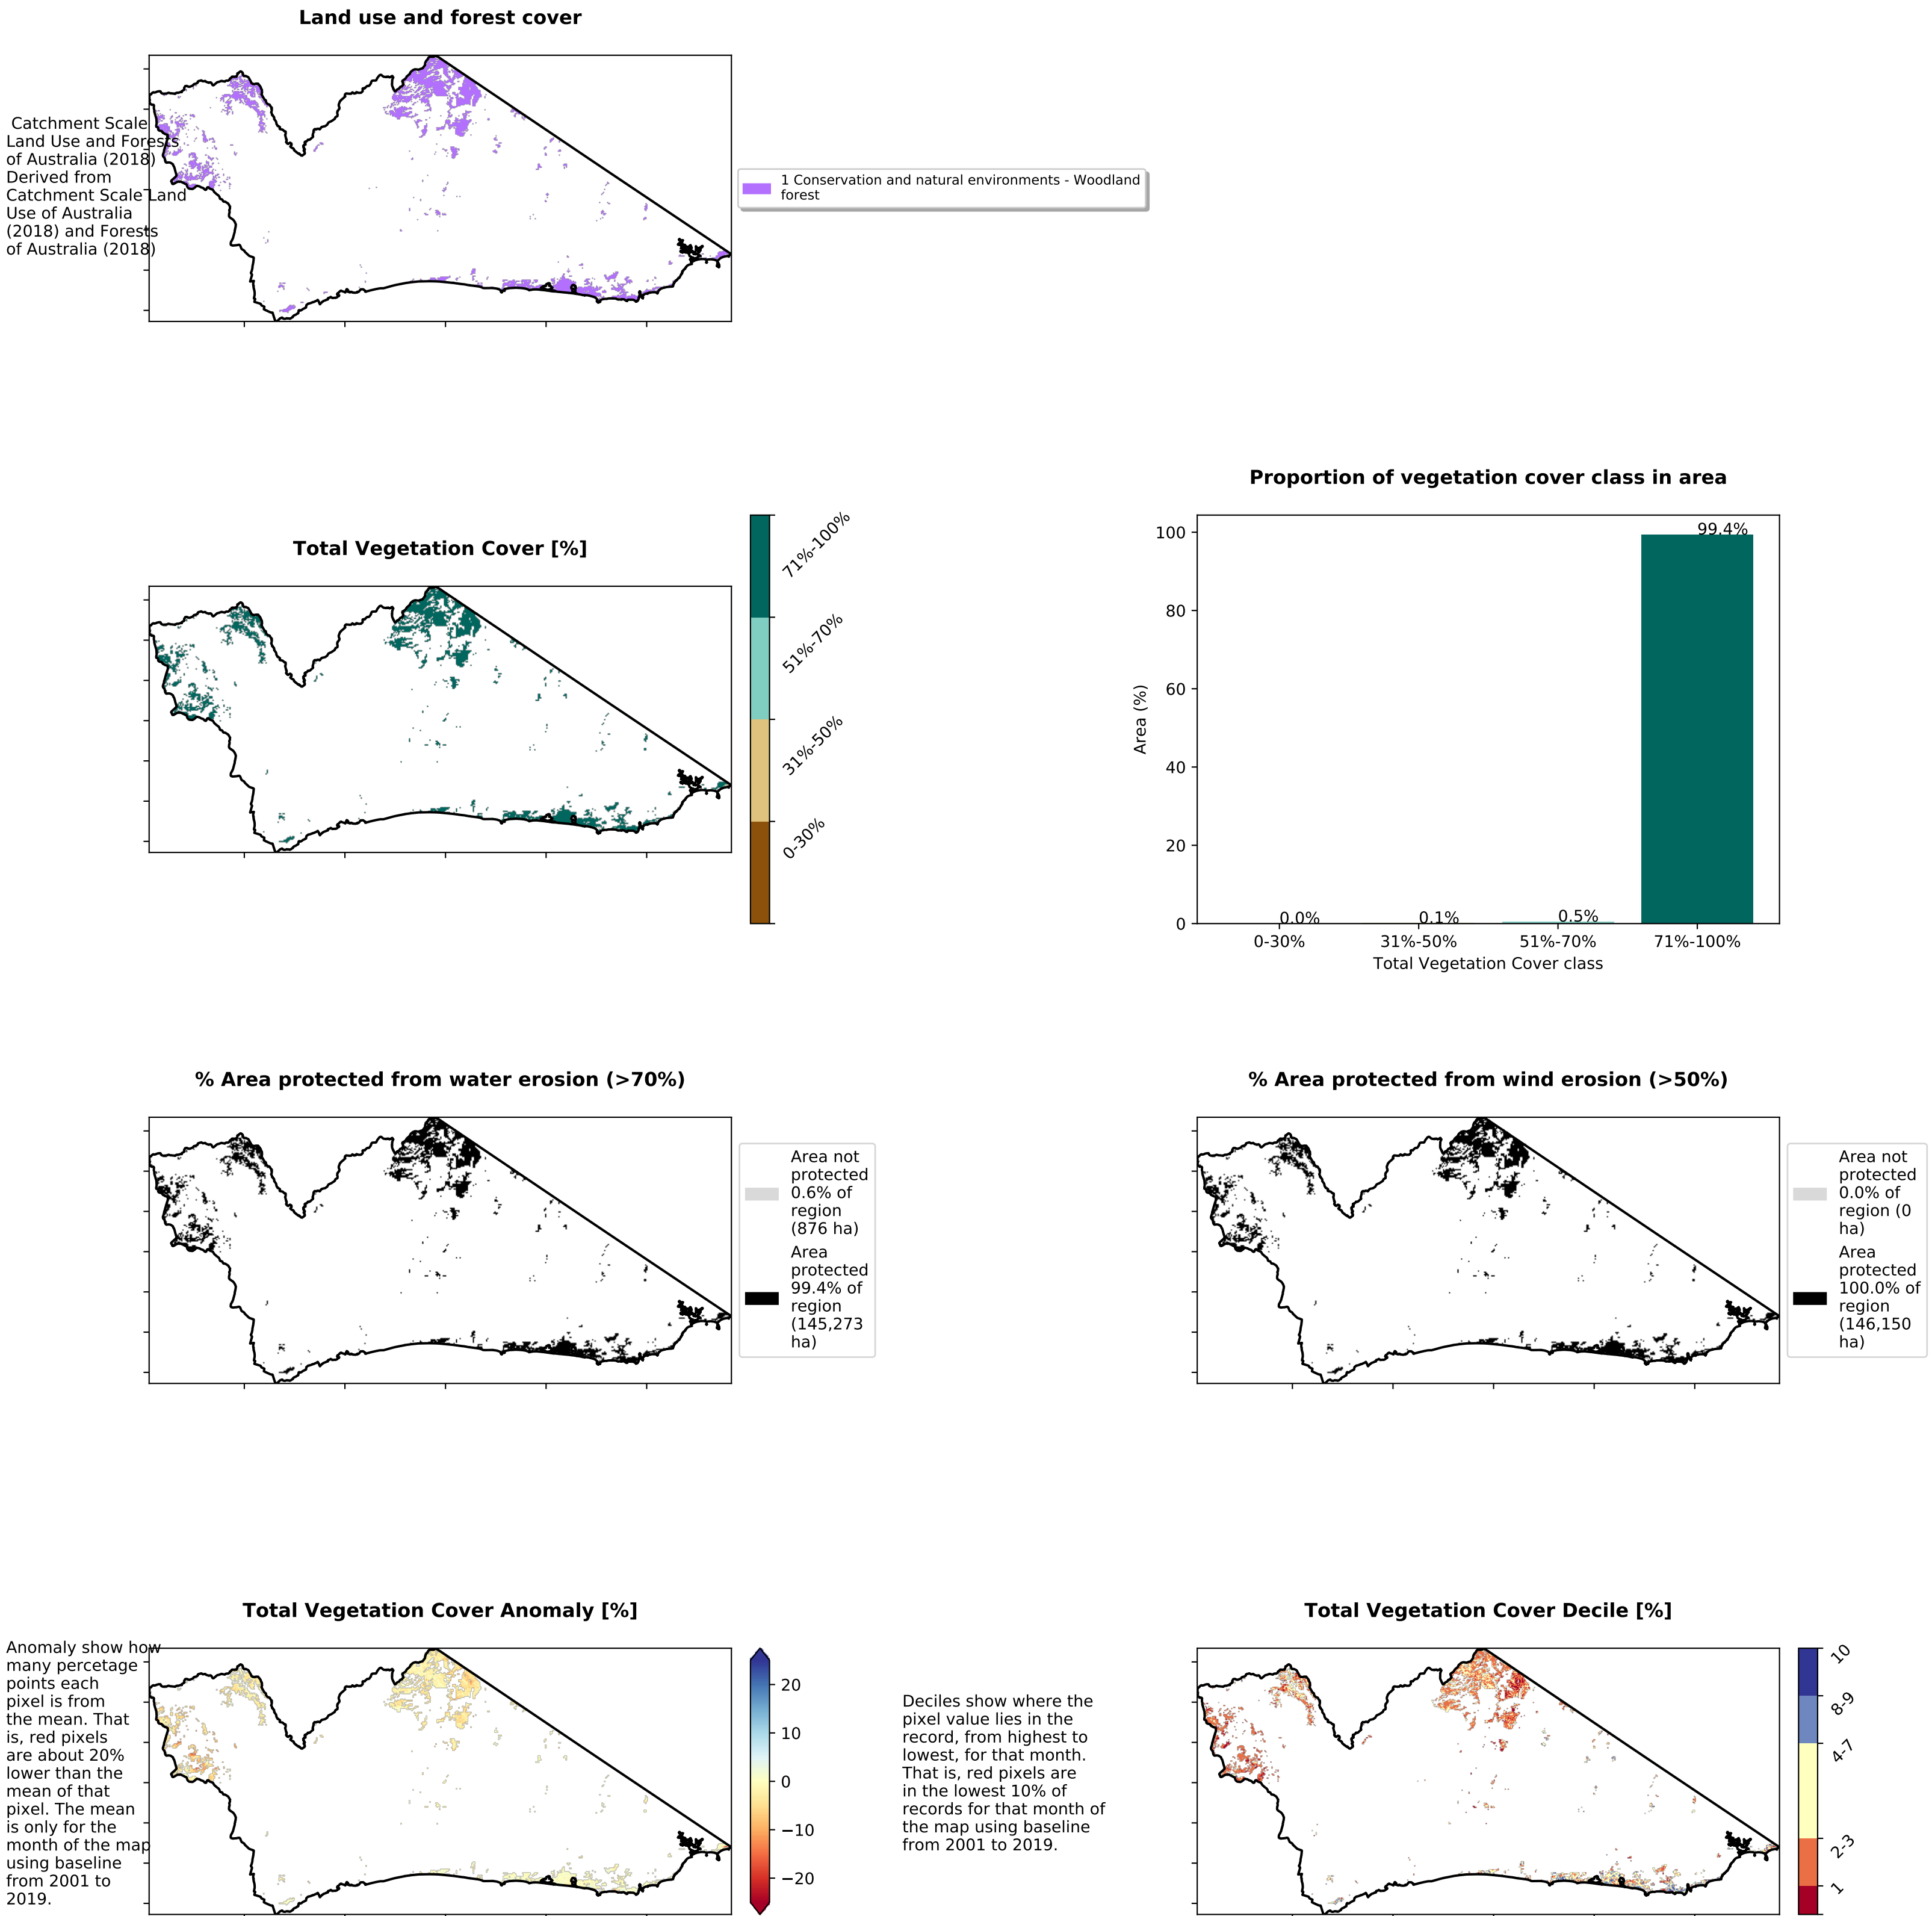 Land use and forest cover
Catchment Scale
Land Use and Forests
of Australia (2018)
Derived from
Catchment Scale Land
Use of Australia
(2018) and Forests
of Australia (2018)
1 Conservation and natural environments - Woodland
forest
Total Vegetation Cover [%]
71%-100%
51%-70%
31%-50%
0-30%
Proportion of vegetation cover class in area
100
80
60
40
20
0
Area (%)
0.0%
0.1%
0.5%
99.4%
0-30%
31%-50%
51%-70%
71%-100%
Total Vegetation Cover class
% Area protected from water erosion (>70%)
Area not
protected
0.6% of
region
(876 ha)
Area
protected
99.4% of
region
(145,273
ha)
% Area protected from wind erosion (>50%)
Area not
protected
0.0% of
region (0
ha)
Area
protected
100.0% of
region
(146,150
ha)
Total Vegetation Cover Anomaly [%]
Anomaly show how
many percetage
points each
pixel is from
the mean. That
is, red pixels
are about 20%
lower than the
mean of that
pixel. The mean
is only for the
month of the map
using baseline
from 2001 to
2019.
20
10
0
−10
−20
Total Vegetation Cover Decile [%]
Deciles show where the
pixel value lies in the
record, from highest to
lowest, for that month.
That is, red pixels are
in the lowest 10% of
records for that month of
the map using baseline
from 2001 to 2019.
10
8-9
4-7
2-3
1